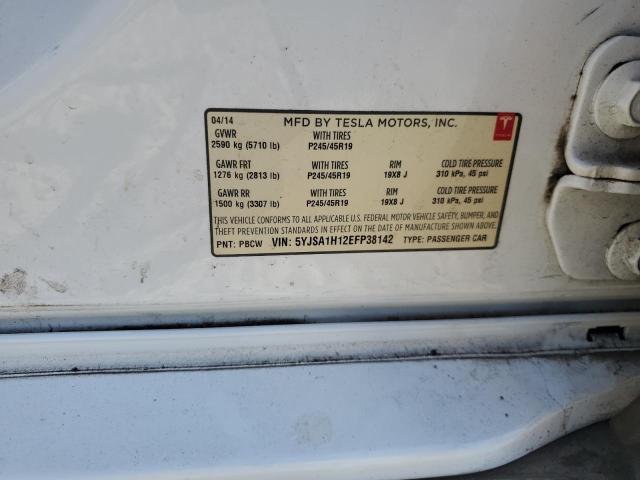 04/14 MFD BY TESLA MOTORS, INC.
GVWR WITH TIRES
2590 kg (5710 lb) P245/45R19
GAWR FRT WITH TIRES RIM COLD TIRE PRESSURE
1276 kg (2813 lb) P245/45R19 19X8 J 310 kPa, 45 psi
GAWR RR WITH TIRES RIM COLD TIRE PRESSURE
1500 kg (3307 lb) P245/45R19 19X8 J 310 kPa, 45 psi
THIS VEHICLE CONFORMS TO ALL APPLICABLE U.S. FEDERAL MOTOR VEHICLE SAFETY, BUMPER, AND
THEFT PREVENTION STANDARDS IN EFFECT ON THE DATE OF MANUFACTURE SHOWN ABOVE.
PNT: PBCW VIN: 5YJSA1H12EFP38142 TYPE: PASSENGER CAR